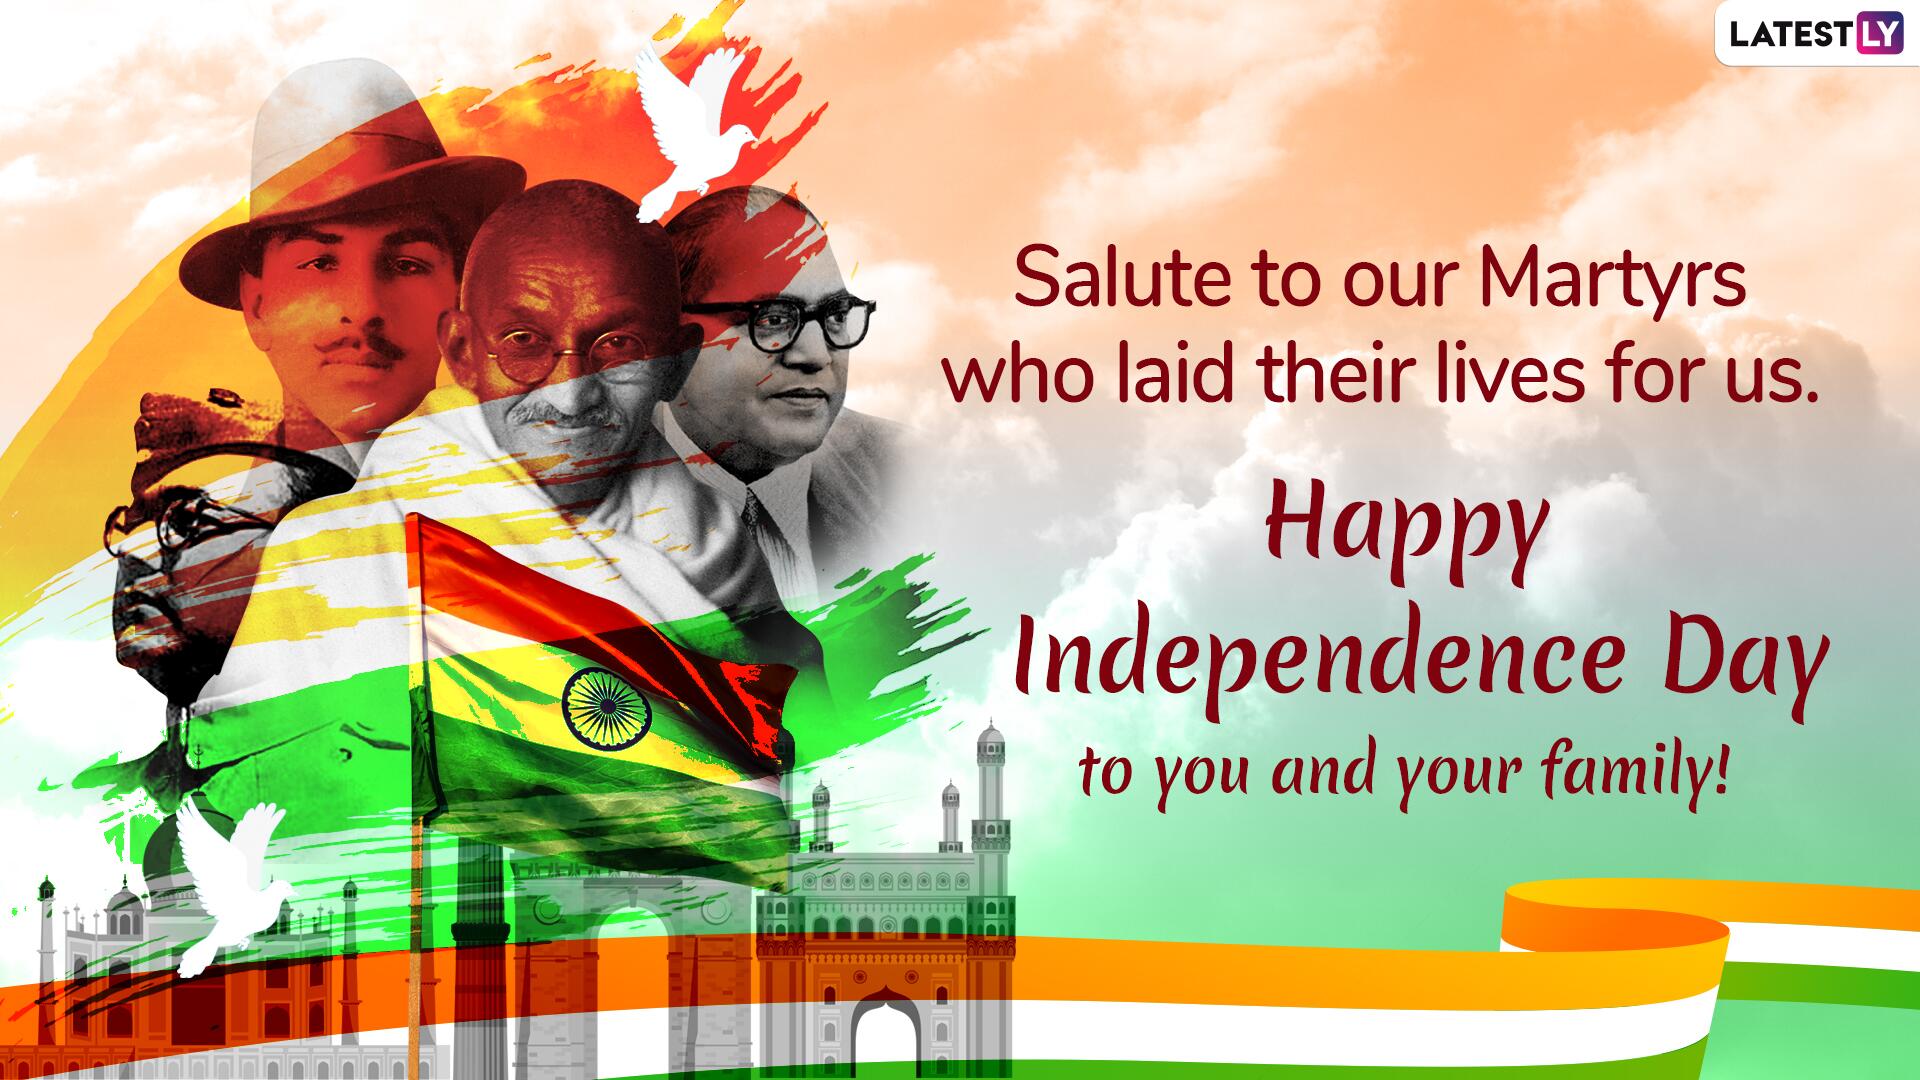 LATESTLY
Salute to our Martyrs
who laid their lives for us.
Happy
Independence Day
to you and your family!